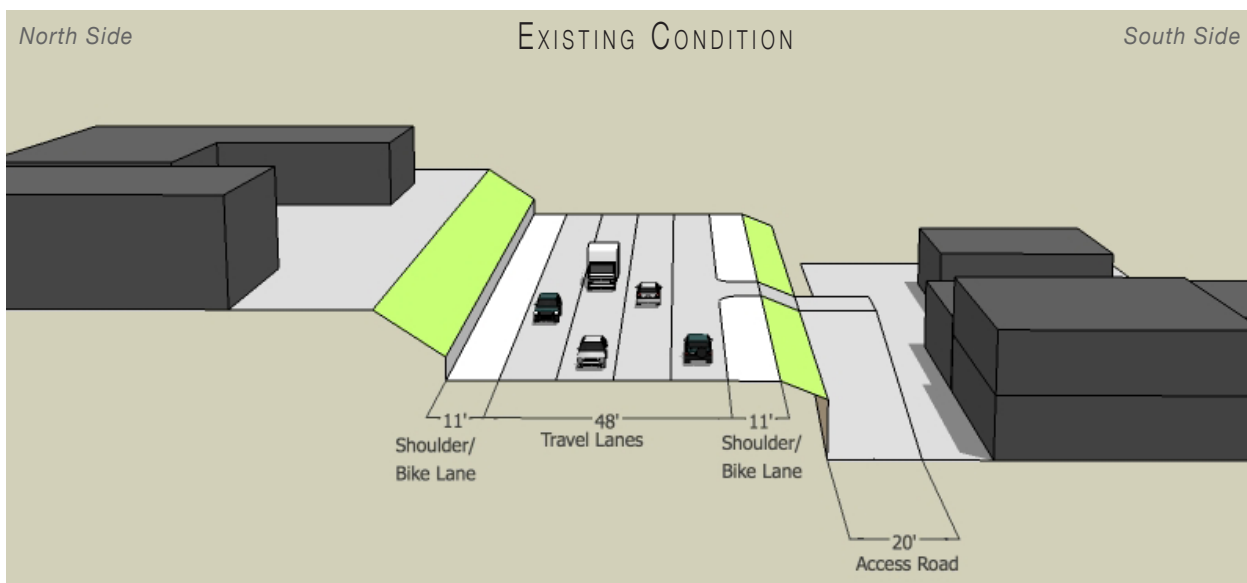 North Side
EXISTING CONDITION
South Side
11'
Shoulder/
Bike Lane
48'
Travel Lanes
11'
Shoulder/
Bike Lane
20'
Access Road